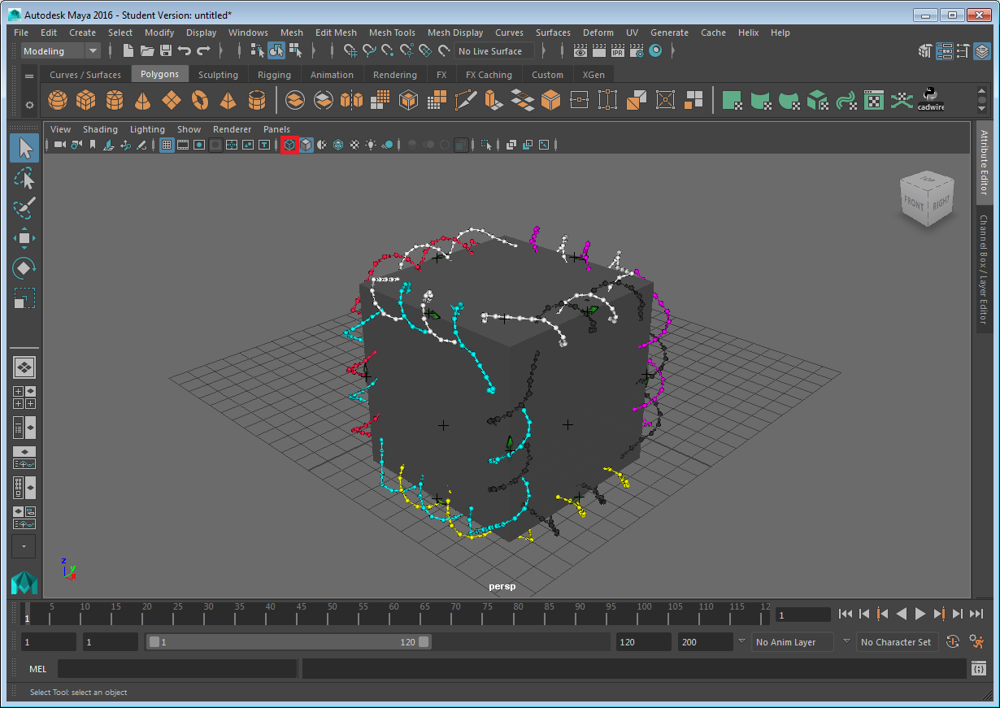 Autodesk Maya 2016 - Student Version: untitled*
File Edit Create Select Modify Display Windows Mesh Edit Mesh Mesh Tools Mesh Display Curves Surfaces Deform UV Generate Cache Helix Help
Modeling No Live Surface IPR
Curves / Surfaces Polygons Sculpting Rigging Animation Rendering FX FX Caching Custom XGen
cadwire
View Shading Lighting Show Renderer Panels
Attribute Editor
Channel Box / Layer Editor
TOP
FRONT RIGHT
z
y
x
persp
5 10 15 20 25 30 35 40 45 50 55 60 65 70 75 80 85 90 95 100 105 110 115 12
1 1
1 1 1 120 120 200 No Anim Layer No Character Set
MEL
Select Tool: select an object